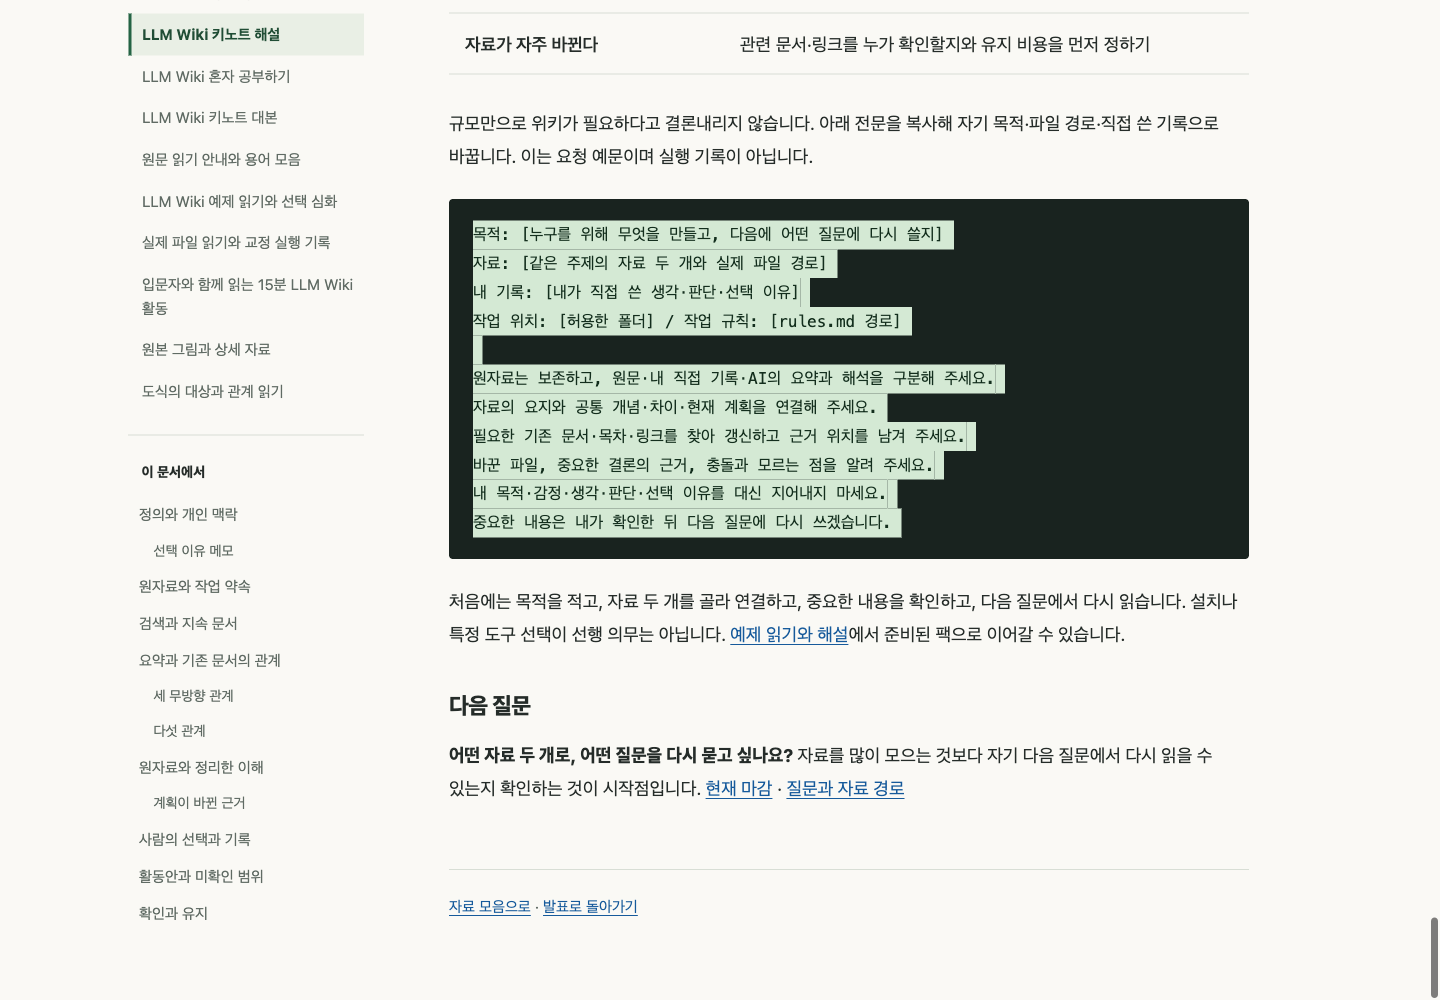 LLM Wiki 키노트 해설
LLM Wiki 혼자 공부하기
LLM Wiki 키노트 대본
원문 읽기 안내와 용어 모음
LLM Wiki 예제 읽기와 선택 심화
실제 파일 읽기와 교정 실행 기록
입문자와 함께 읽는 15분 LLM Wiki
활동
원본 그림과 상세 자료
도식의 대상과 관계 읽기
이 문서에서
정의와 개인 맥락
선택 이유 메모
원자료와 작업 약속
검색과 지속 문서
요약과 기존 문서의 관계
세 무방향 관계
다섯 관계
원자료와 정리한 이해
계획이 바뀐 근거
사람의 선택과 기록
활동안과 미확인 범위
확인과 유지
자료가 자주 바뀐다 관련 문서·링크를 누가 확인할지와 유지 비용을 먼저 정하기
규모만으로 위키가 필요하다고 결론내리지 않습니다. 아래 전문을 복사해 자기 목적·파일 경로·직접 쓴 기록으로
바꿉니다. 이는 요청 예문이며 실행 기록이 아닙니다.
목적: [누구를 위해 무엇을 만들고, 다음에 어떤 질문에 다시 쓸지]
자료: [같은 주제의 자료 두 개와 실제 파일 경로]
내 기록: [내가 직접 쓴 생각·판단·선택 이유]
작업 위치: [허용한 폴더] / 작업 규칙: [rules.md 경로]
원자료는 보존하고, 원문·내 직접 기록·AI의 요약과 해석을 구분해 주세요.
자료의 요지와 공통 개념·차이·현재 계획을 연결해 주세요.
필요한 기존 문서·목차·링크를 찾아 갱신하고 근거 위치를 남겨 주세요.
바꾼 파일, 중요한 결론의 근거, 충돌과 모르는 점을 알려 주세요.
내 목적·감정·생각·판단·선택 이유를 대신 지어내지 마세요.
중요한 내용은 내가 확인한 뒤 다음 질문에 다시 쓰겠습니다.
처음에는 목적을 적고, 자료 두 개를 골라 연결하고, 중요한 내용을 확인하고, 다음 질문에서 다시 읽습니다. 설치나
특정 도구 선택이 선행 의무는 아닙니다. 예제 읽기와 해설에서 준비된 팩으로 이어갈 수 있습니다.
다음 질문
어떤 자료 두 개로, 어떤 질문을 다시 묻고 싶나요? 자료를 많이 모으는 것보다 자기 다음 질문에서 다시 읽을 수
있는지 확인하는 것이 시작점입니다. 현재 마감 · 질문과 자료 경로
자료 모음으로 · 발표로 돌아가기